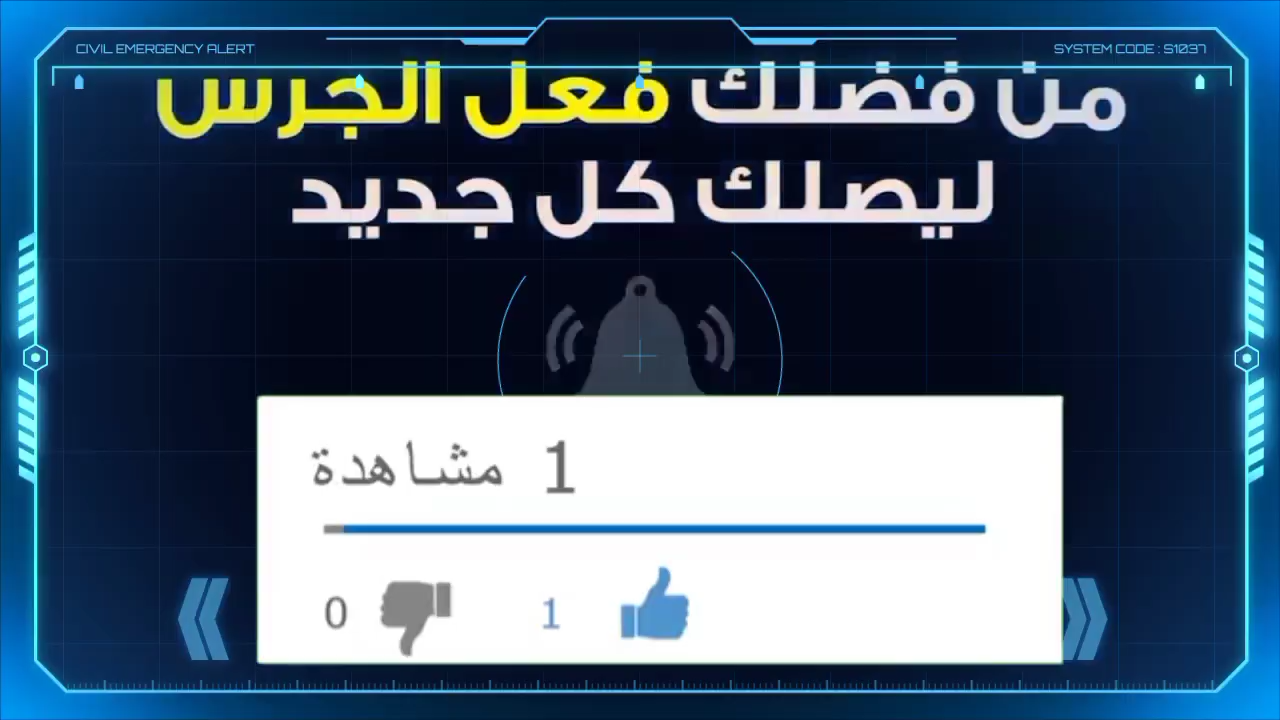 CIVIL EMERGENCY ALERT
SYSTEM CODE : S1037
من فضلك فعل الجرس
ليصلك كل جديد
1 مشاهدة
0 1